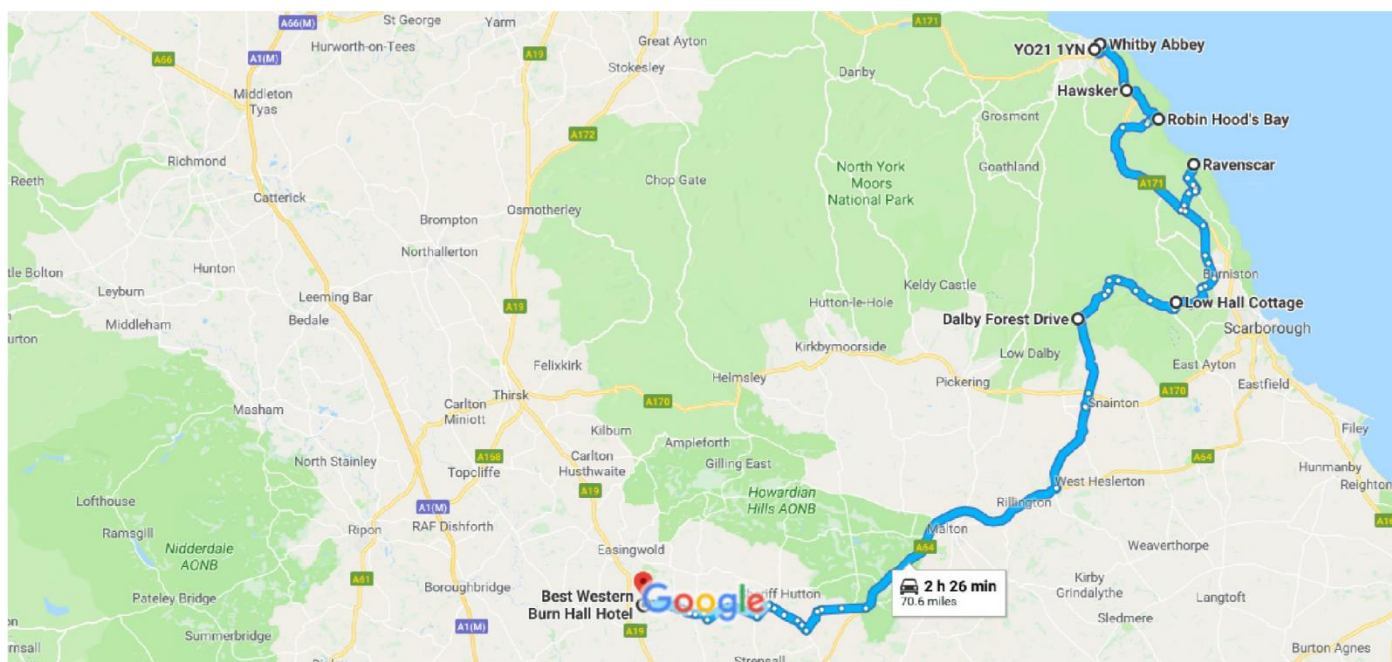 A66(M)
St George
Yarm
A171
Hurworth-on-Tees
A19
Great Ayton
YO21 1YN
Whitby Abbey
A66
A1(M)
Stokesley
Danby
Middleton
Tyas
Hawsker
A172
Grosmont
Robin Hood's Bay
Richmond
North York
Moors
National Park
Goathland
Ravenscar
Reeth
Catterick
Chop Gate
A171
Brompton
Osmotherley
Northallerton
Hunton
A19
Keldy Castle
Burniston
Leyburn
Leeming Bar
Hutton-le-Hole
Low Hall Cottage
Middleham
Bedale
Dalby Forest Drive
Scarborough
Kirkbymoorside
Low Dalby
East Ayton
Felixkirk
Helmsley
Pickering
Eastfield
Thirsk
A170
A170
Masham
Carlton
Miniott
Snainton
Kilburn
Ampleforth
Filey
North Stainley
A168
Topcliffe
Carlton
Husthwaite
Gilling East
A64
Hunmanby
A19
West Heslerton
Reighton
Lofthouse
Howardian
Hills AONB
Rillington
Ramsgill
A1(M)
Ripon
RAF Dishforth
Malton
Nidderdale
AONB
Easingwold
A64
Weaverthorpe
A61
Boroughbridge
2 h 26 min
70.6 miles
Kirby
Grindalythe
Langtoft
Pateley Bridge
Best Western
Burn Hall Hotel
Google
Hutton
Sledmere
Summerbridge
A1(M)
A19
Strensall
Burton Agnes